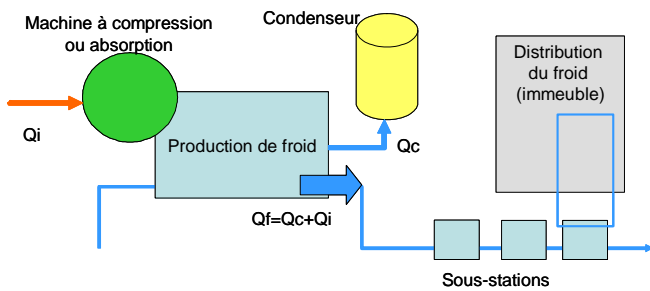 Machine à compression
ou absorption
Condenseur
Distribution
du froid
(immeuble)
Qi
Production de froid
Qc
Qf=Qc+Qi
Sous-stations